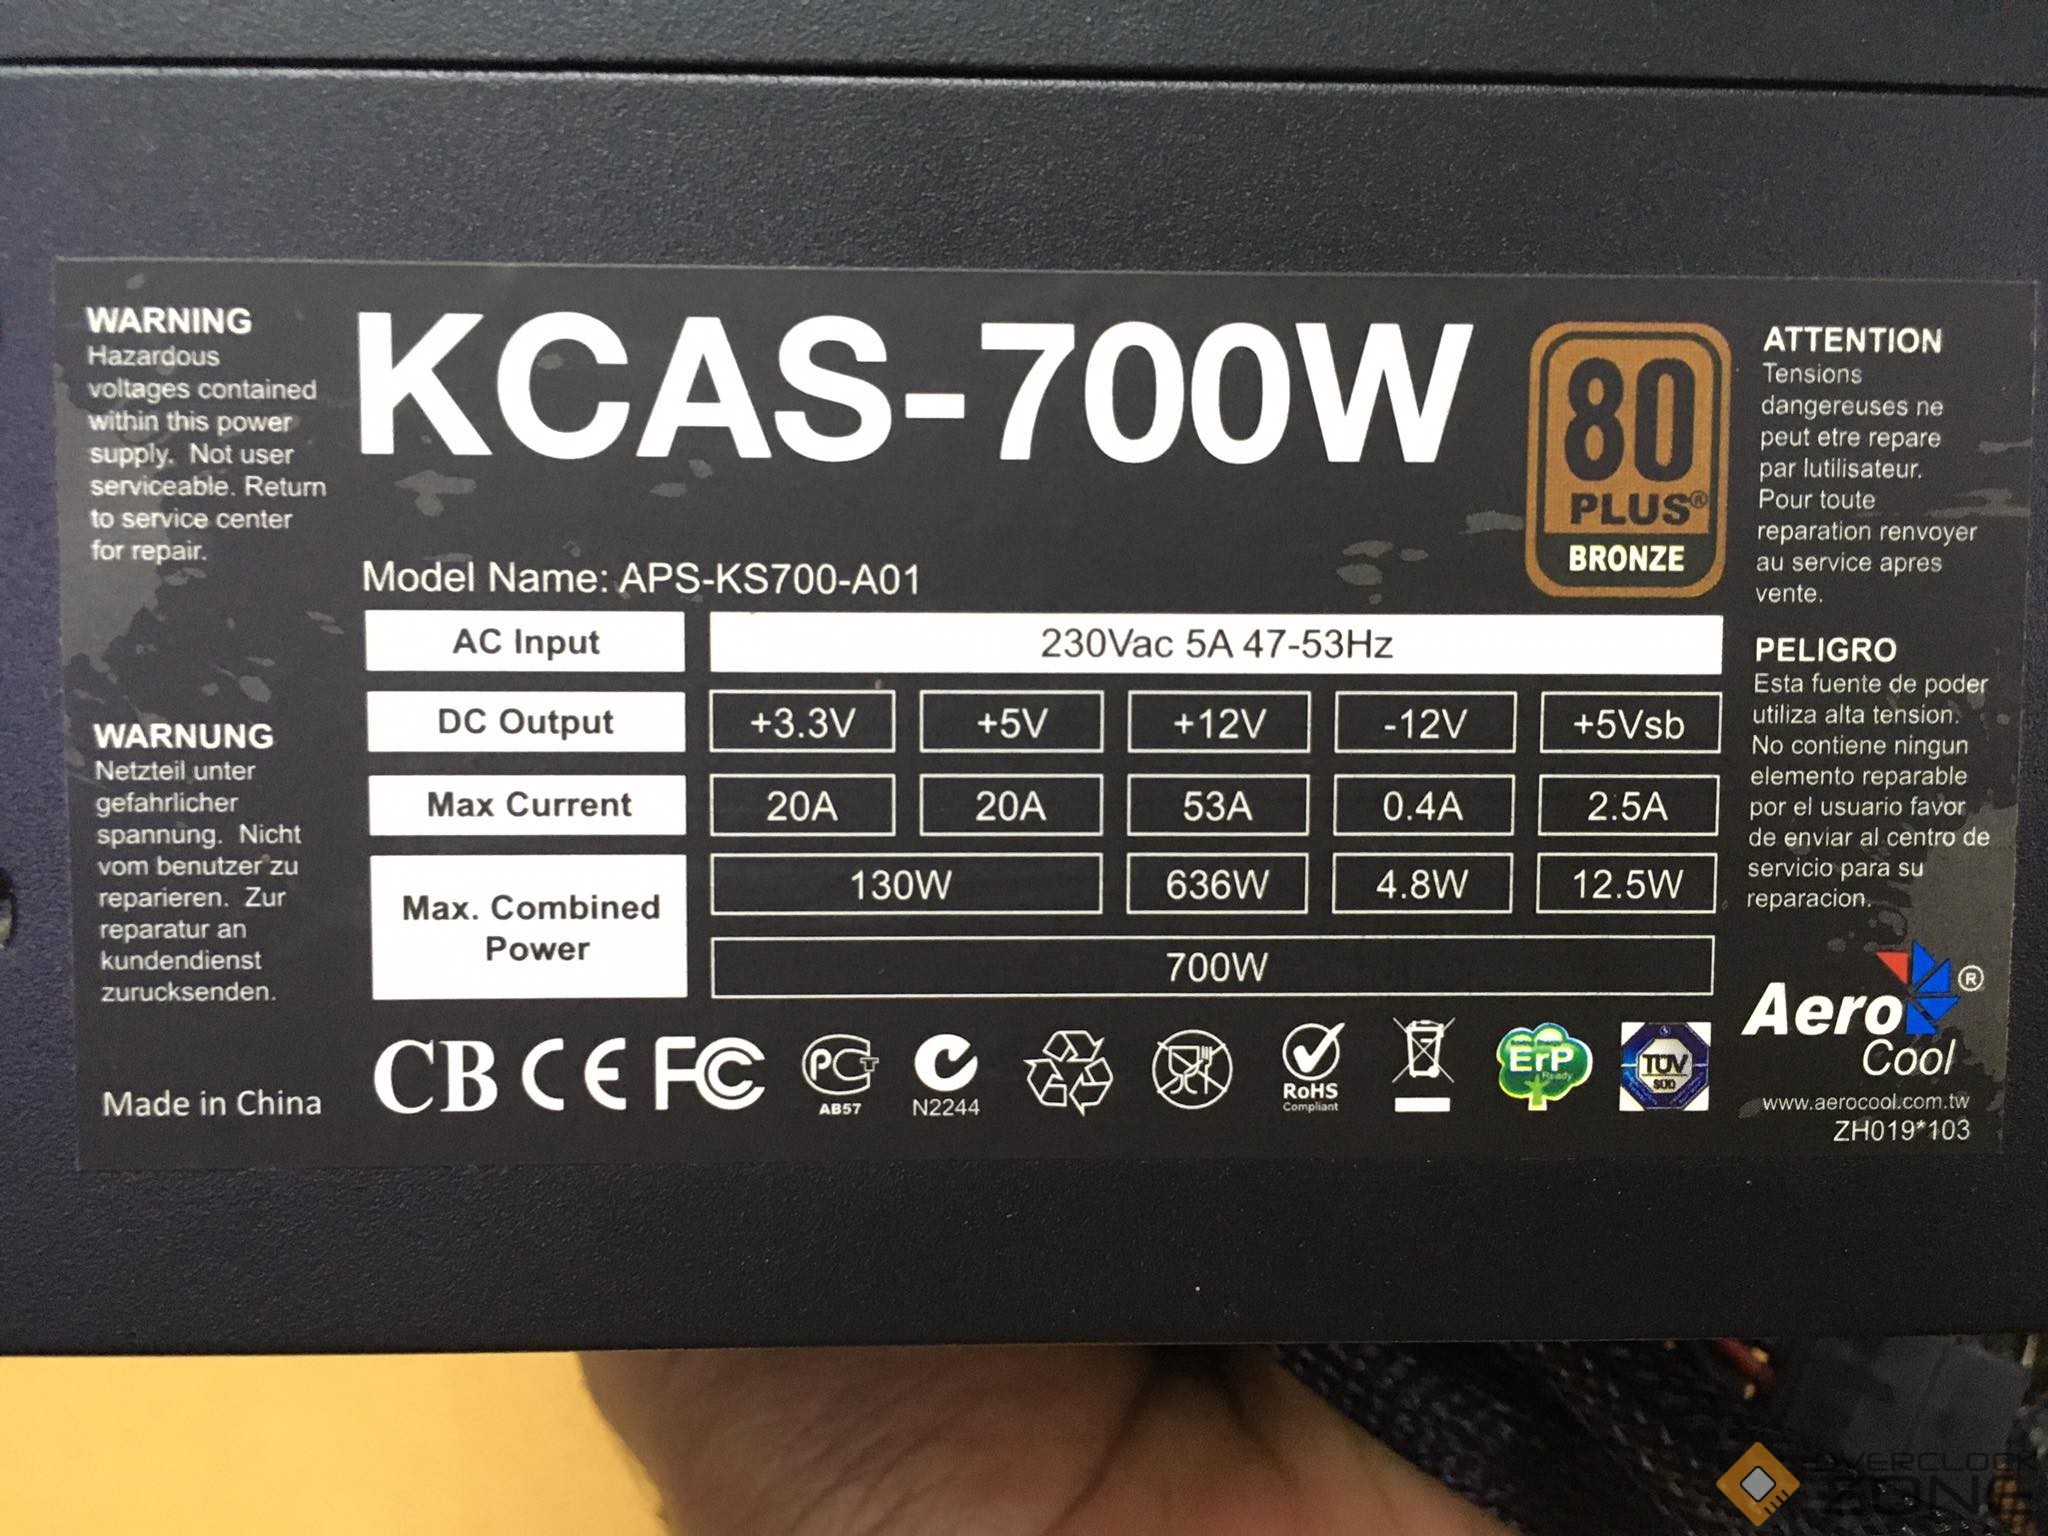 WARNING
Hazardous
voltages contained
within this power
supply. Not user
serviceable. Return
to service center
for repair.
WARNUNG
Netzteil unter
gefahrlicher
spannung. Nicht
vom benutzer zu
reparieren. Zur
reparatur an
kundendienst
zurucksenden.
Made in China
KCAS-700W
80
PLUS®
BRONZE
Model Name: APS-KS700-A01
AC Input 230Vac 5A 47-53Hz
DC Output +3.3V +5V +12V -12V +5Vsb
Max Current 20A 20A 53A 0.4A 2.5A
Max. Combined
Power
130W 636W 4.8W 12.5W
700W
CB CE FC PCT
AB57
N2244
RoHS
Compliant
ErP
Ready
TÜV
SÜD
ATTENTION
Tensions
dangereuses ne
peut etre repare
par lutilisateur.
Pour toute
reparation renvoyer
au service apres
vente.
PELIGRO
Esta fuente de poder
utiliza alta tension.
No contiene ningun
elemento reparable
por el usuario favor
de enviar al centro de
servicio para su
reparacion.
Aero
Cool
®
www.aerocool.com.tw
ZH019*103
OVERCLOCK
ZONE